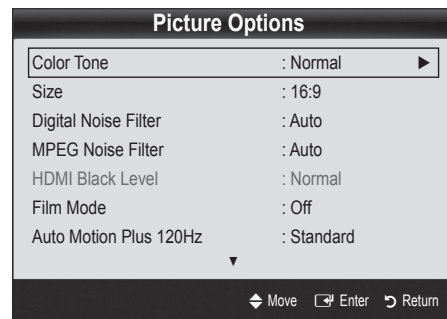 Picture Options
Color Tone : Normal ►
Size : 16:9
Digital Noise Filter : Auto
MPEG Noise Filter : Auto
HDMI Black Level : Normal
Film Mode : Off
Auto Motion Plus 120Hz : Standard
▼
Move Enter Return